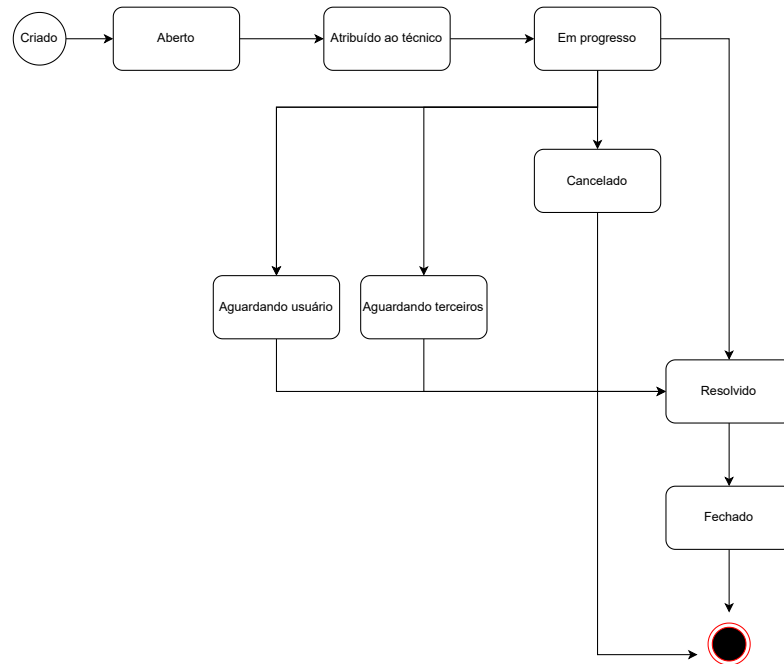 Criado
Aberto
Atribuído ao técnico
Em progresso
Cancelado
Aguardando usuário
Aguardando terceiros
Resolvido
Fechado